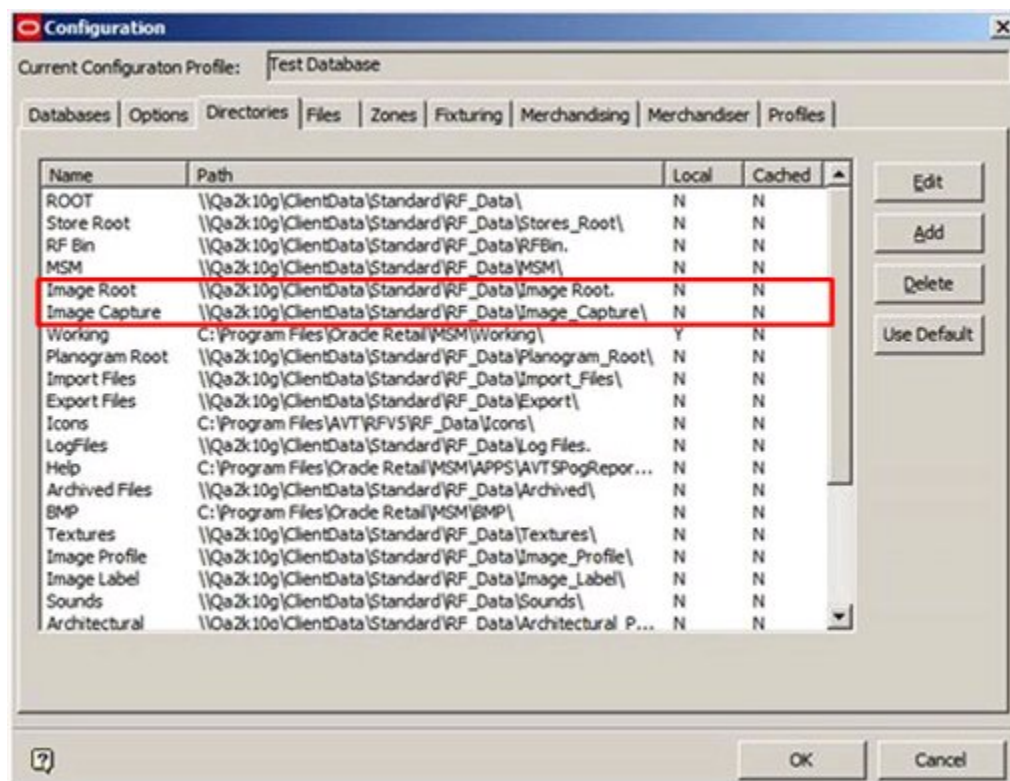 Configuration
Current Configuraton Profile: Test Database
Databases Options Directories Files Zones Fixturing Merchandising Merchandiser Profiles
Name Path Local Cached
ROOT \\Qa2k10g\ClientData\Standard\RF_Data\ N N
Store Root \\Qa2k10g\ClientData\Standard\RF_Data\Stores_Root\ N N
RF Bin \\Qa2k10g\ClientData\Standard\RF_Data\RFBin. N N
MSM \\Qa2k10g\ClientData\Standard\RF_Data\MSM\ N N
Image Root \\Qa2k10g\ClientData\Standard\RF_Data\Image Root. N N
Image Capture \\Qa2k10g\ClientData\Standard\RF_Data\Image_Capture\ N N
Working C:\Program Files\Oracle Retail\MSM\Working\ Y N
Planogram Root \\Qa2k10g\ClientData\Standard\RF_Data\Planogram_Root\ N N
Import Files \\Qa2k10g\ClientData\Standard\RF_Data\Import_Files\ N N
Export Files \\Qa2k10g\ClientData\Standard\RF_Data\Export\ N N
Icons C:\Program Files\AVT\RFV5\RF_Data\Icons\ N N
LogFiles \\Qa2k10g\ClientData\Standard\RF_Data\Log Files. N N
Help C:\Program Files\Oracle Retail\MSM\APPS\AVTSPogRepor... N N
Archived Files \\Qa2k10g\ClientData\Standard\RF_Data\Archived\ N N
BMP C:\Program Files\Oracle Retail\MSM\BMP\ N N
Textures \\Qa2k10g\ClientData\Standard\RF_Data\Textures\ N N
Image Profile \\Qa2k10g\ClientData\Standard\RF_Data\Image_Profile\ N N
Image Label \\Qa2k10g\ClientData\Standard\RF_Data\Image_Label\ N N
Sounds \\Qa2k10g\ClientData\Standard\RF_Data\Sounds\ N N
Architectural \\Qa2k10g\ClientData\Standard\RF_Data\Architectural_P... N N
Edit
Add
Delete
Use Default
OK Cancel